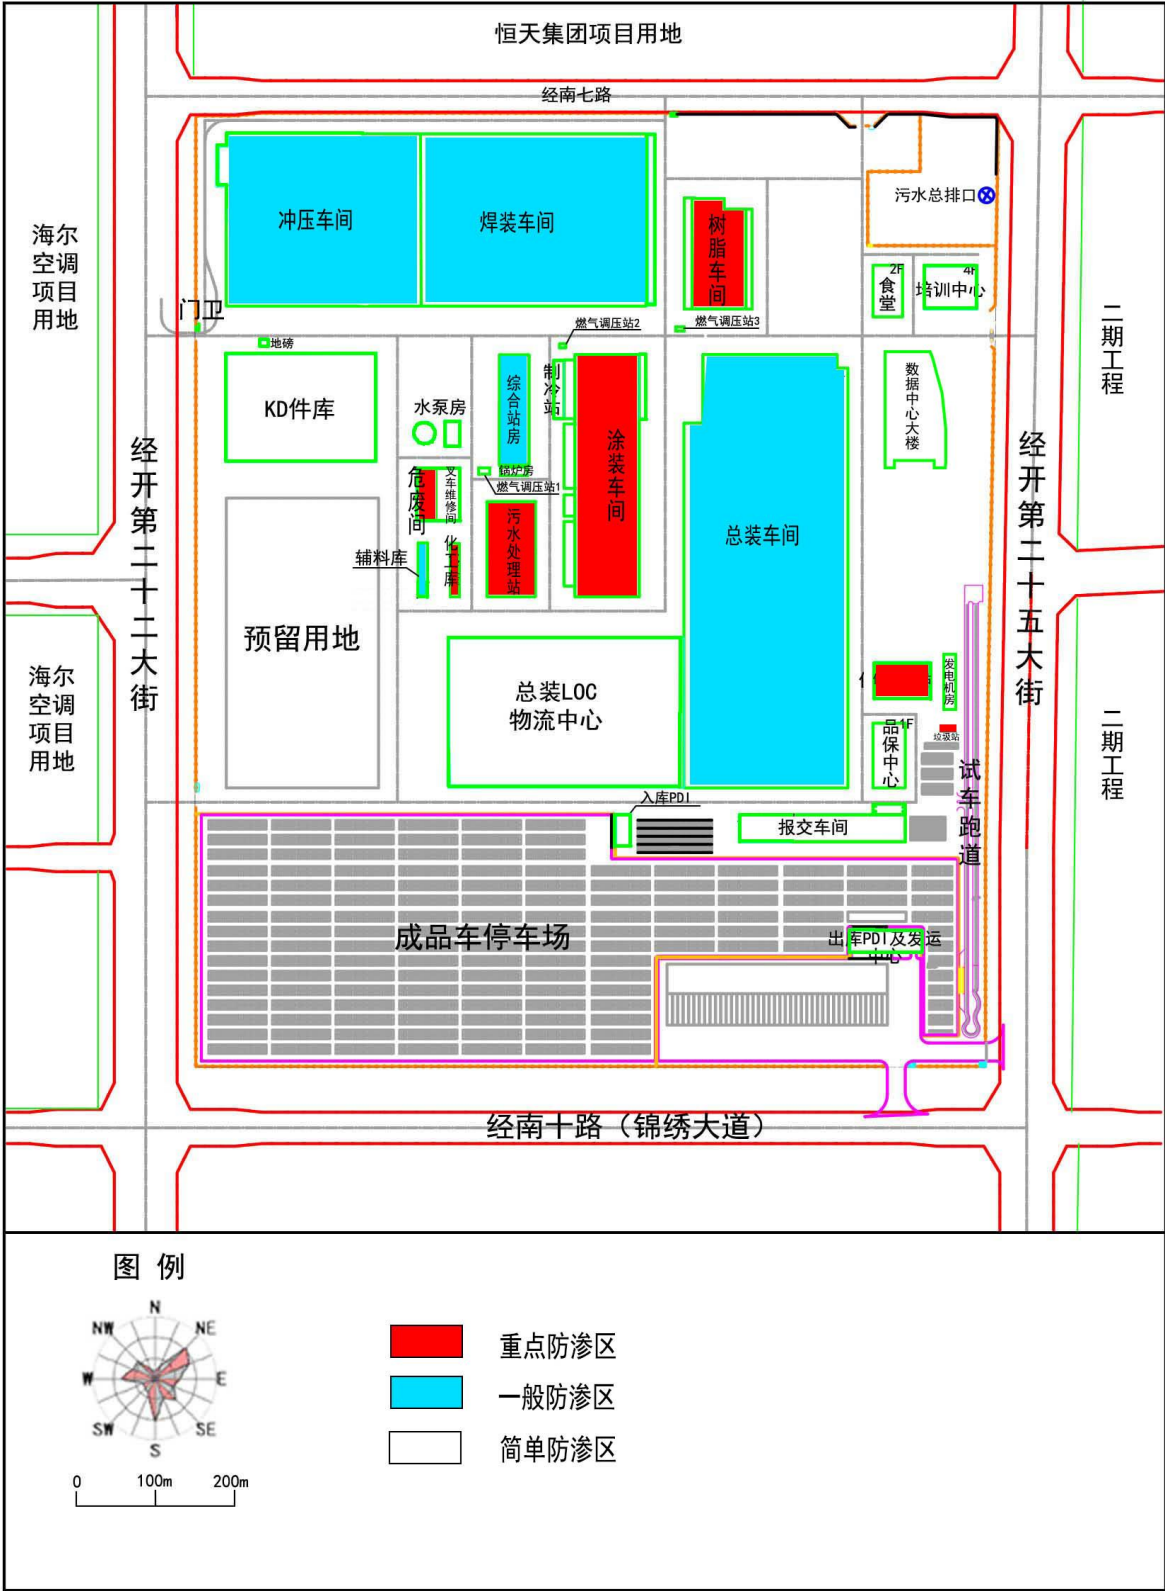 恒天集团项目用地
经南七路
海尔
空调
项目
用地
冲压车间
焊装车间
树脂车间
污水总排口
2F
食堂
4F
培训中心
门卫
地磅
燃气调压站2
燃气调压站3
二期
工程
KD件库
水泵房
综合站房
制冷站
涂装车间
数据中心大楼
经开第二十二大街
经开第二十五大街
危废间
叉车维修间
锅炉房
燃气调压站1
污水处理站
总装车间
辅料库
化工库
预留用地
总装LOC
物流中心
海尔
空调
项目
用地
发电机房
品保中心
1F
垃圾站
二期
工程
试车跑道
入库PDI
报交车间
成品车停车场
出库PDI及发运
中心
经南十路（锦绣大道）
图 例
N
NW
NE
W
E
SW
SE
S
0
100m
200m
重点防渗区
一般防渗区
简单防渗区